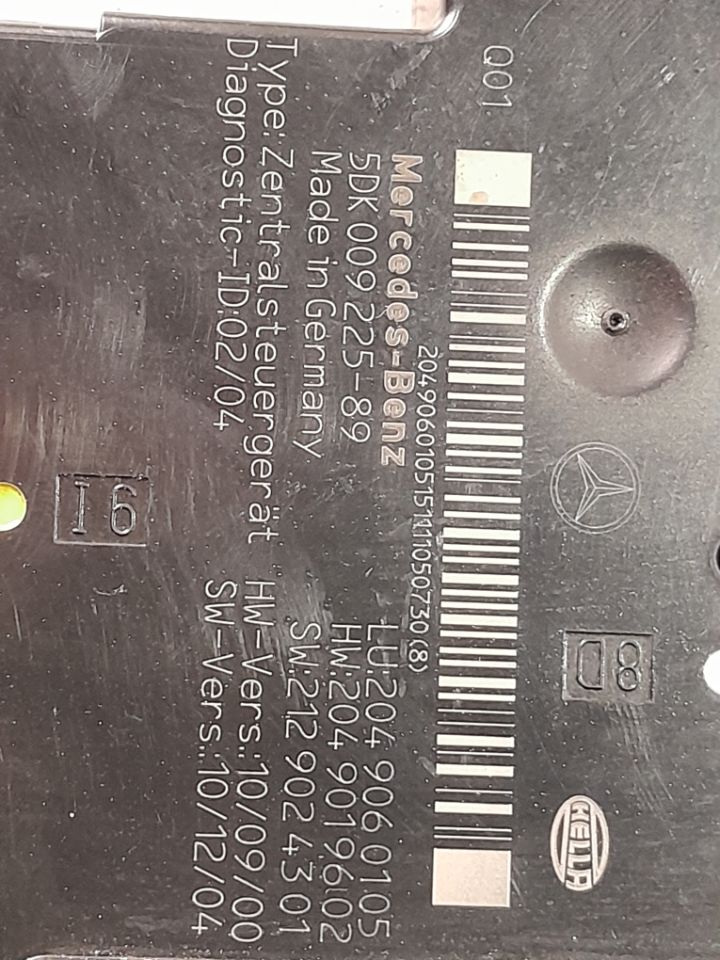 Q01
HELLA
8D
2049060105151111050730(8)
Mercedes-Benz
5DK 009 225-89 LU:204 906 01 05
Made in Germany HW:204 901 96 02
SW:212 902 43 01
Type: Zentralsteuergerät HW-Vers.:10/09/00
Diagnostic-ID:02/04 SW-Vers.:10/12/04